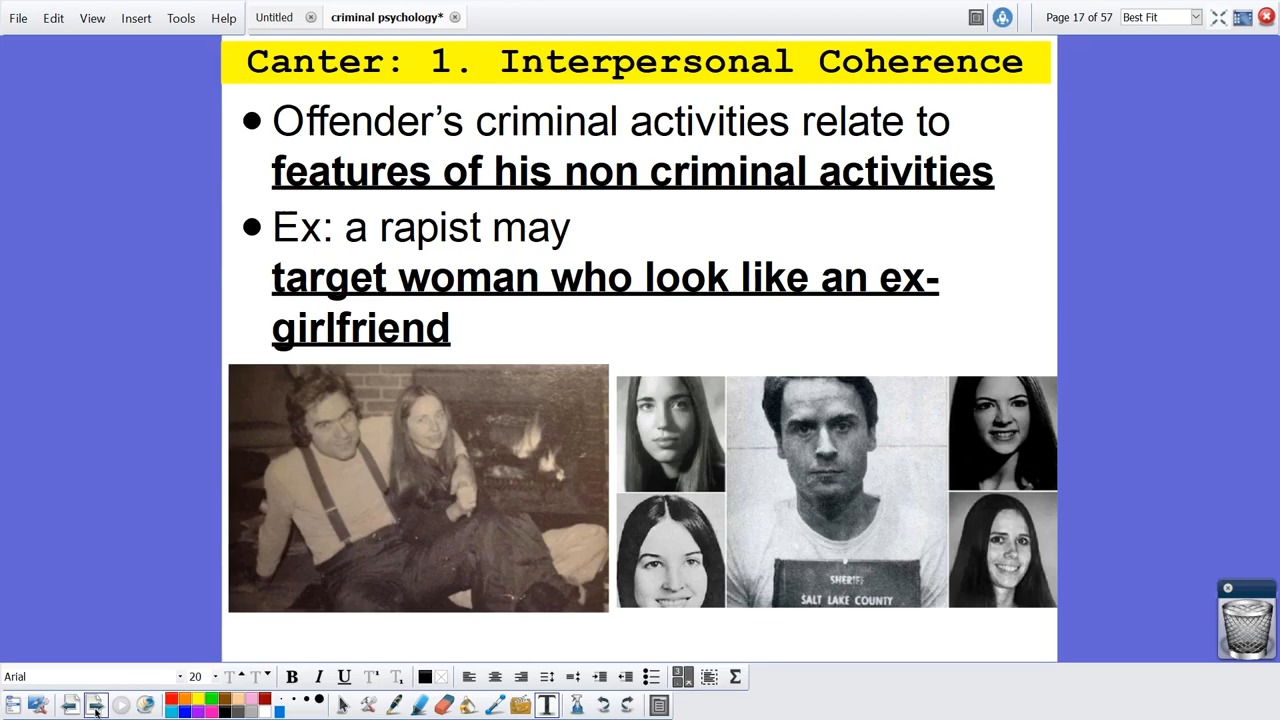 File Edit View Insert Tools Help
Untitled
criminal psychology*
Page 17 of 57
Best Fit
Canter: 1. Interpersonal Coherence
● Offender’s criminal activities relate to
features of his non criminal activities
● Ex: a rapist may
target woman who look like an ex-
girlfriend
SHERIFF
SALT LAKE COUNTY
Arial
20
B I U